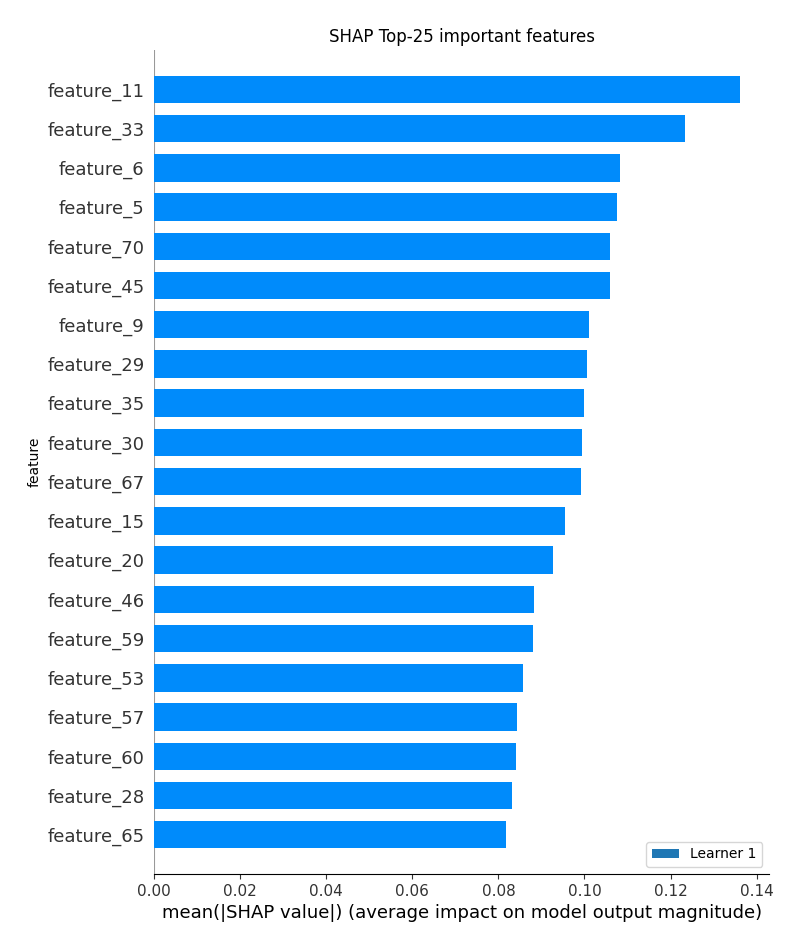 SHAP Top-25 important features
feature_11
feature_33
feature_6
feature_5
feature_70
feature_45
feature_9
feature_29
feature_35
feature_30
feature_67
feature_15
feature_20
feature_46
feature_59
feature_53
feature_57
feature_60
feature_28
feature_65
feature
Learner 1
0.00 0.02 0.04 0.06 0.08 0.10 0.12 0.14
mean(|SHAP value|) (average impact on model output magnitude)